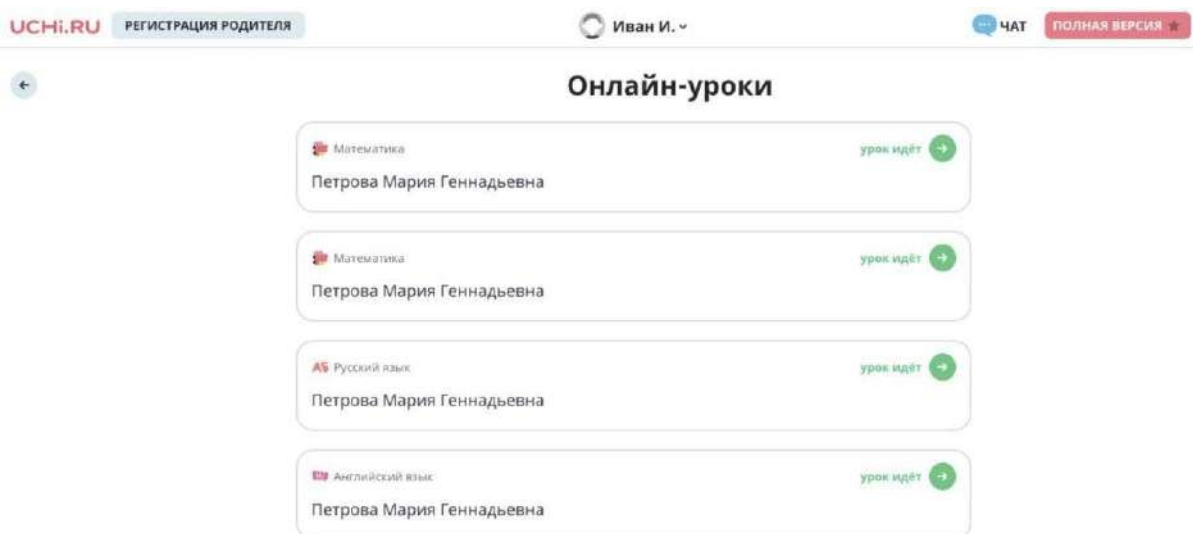 UCHi.RU РЕГИСТРАЦИЯ РОДИТЕЛЯ Иван И. ЧАТ ПОЛНАЯ ВЕРСИЯ
Онлайн-уроки
Математика урок идёт
Петрова Мария Геннадьевна
Математика урок идёт
Петрова Мария Геннадьевна
АБ Русский язык урок идёт
Петрова Мария Геннадьевна
Английский язык урок идёт
Петрова Мария Геннадьевна